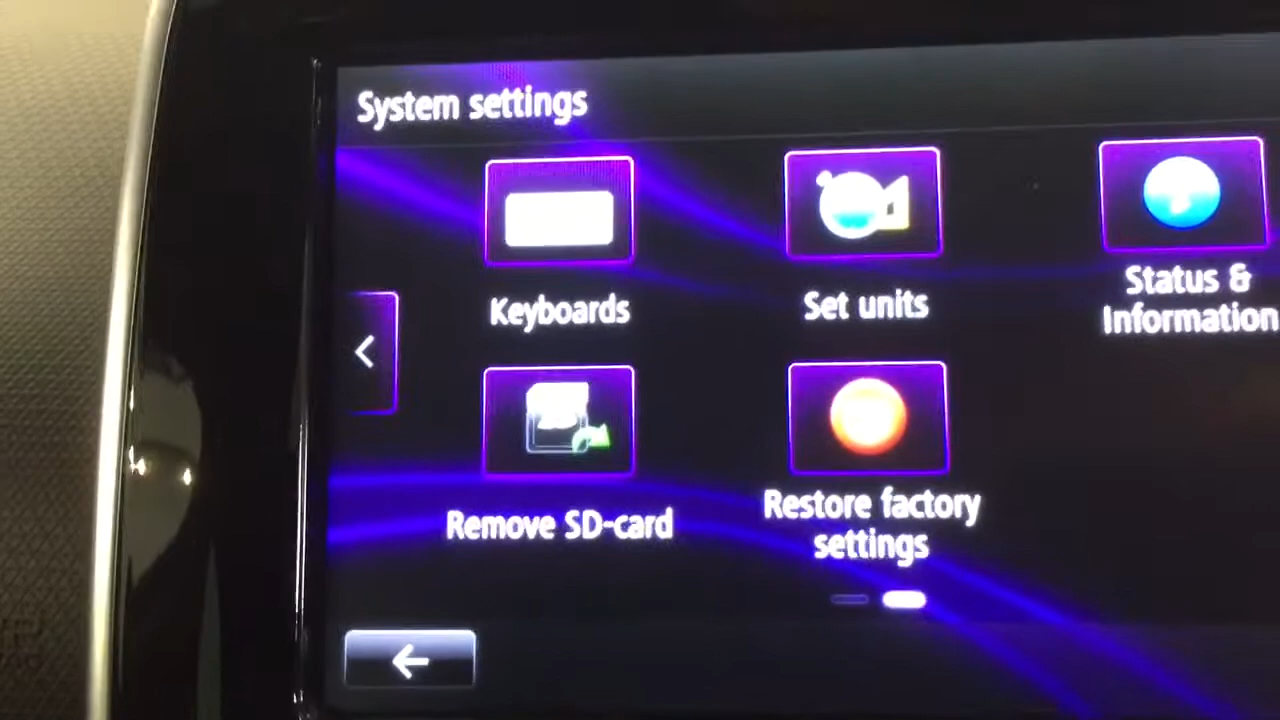 System settings
Keyboards
Set units
Status &
Information
Remove SD-card
Restore factory
settings